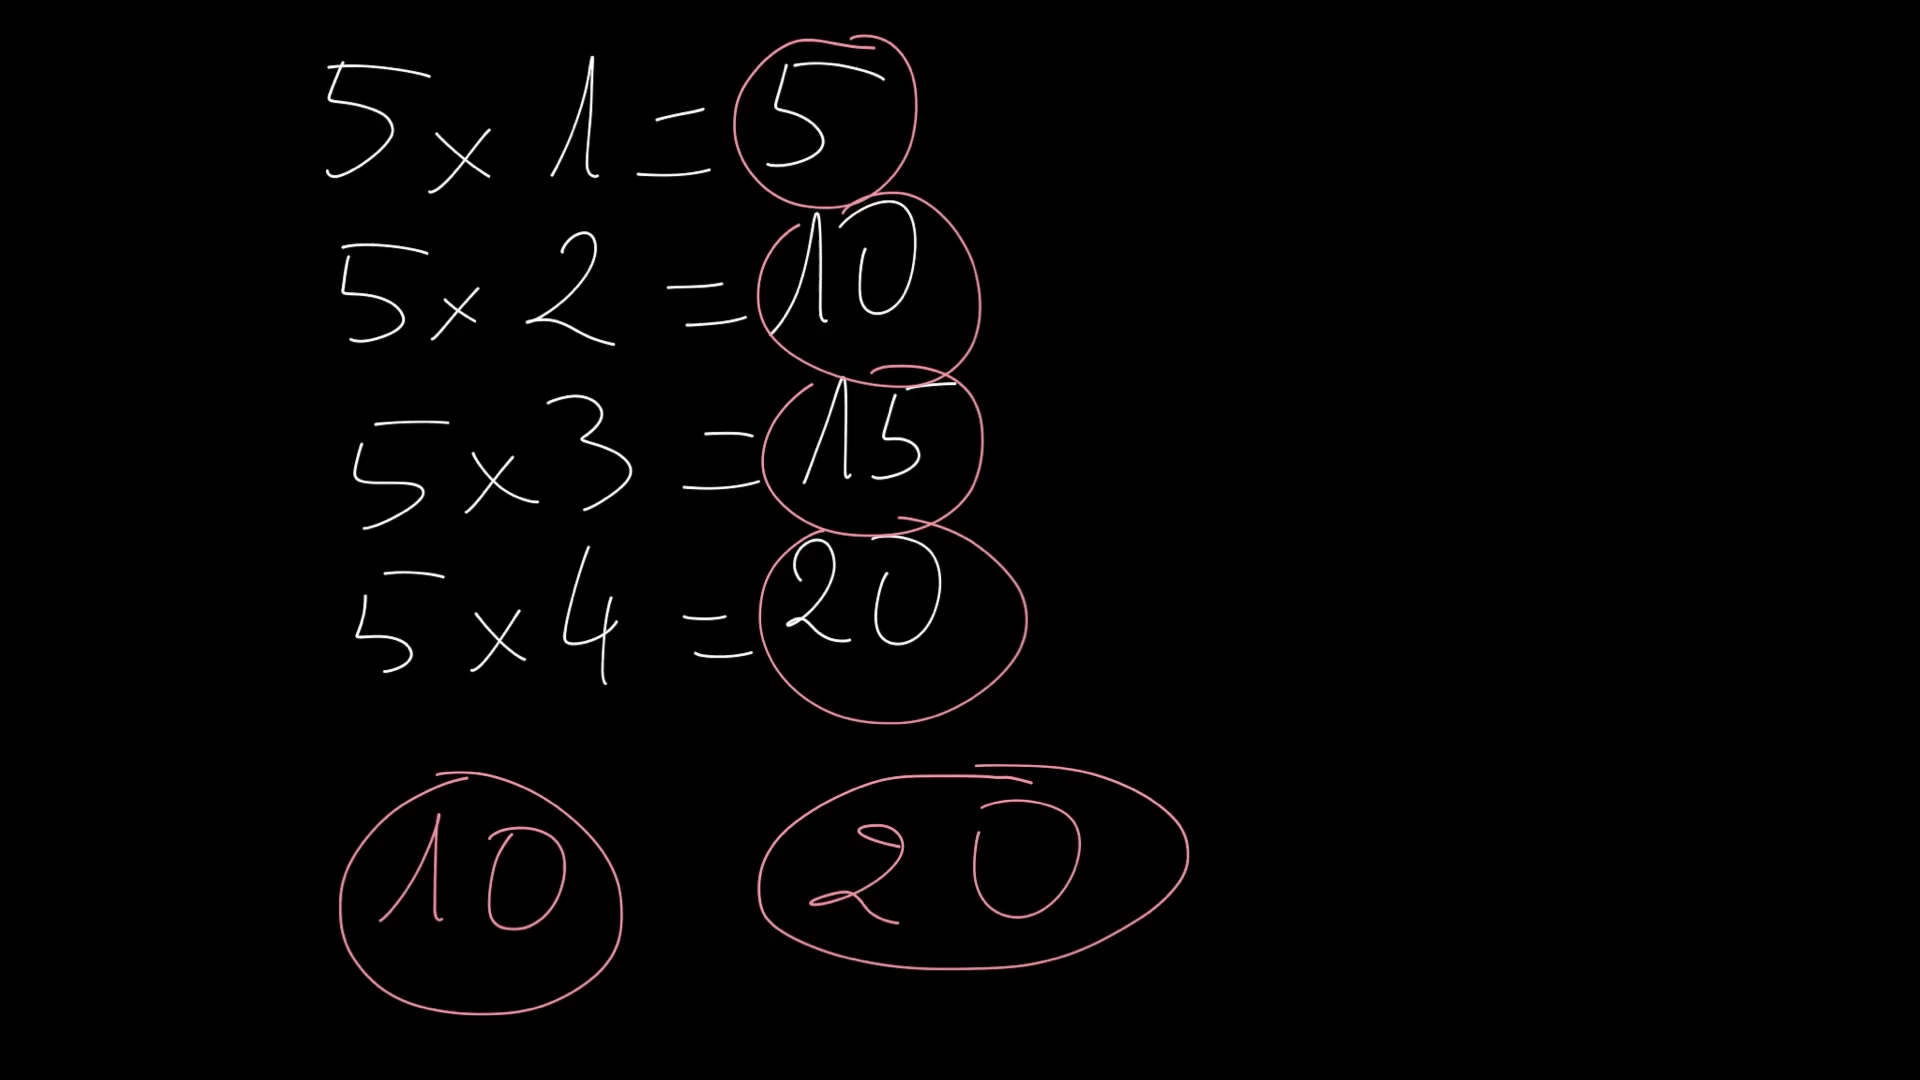 5 x 1 = 5
5 x 2 = 10
5 x 3 = 15
5 x 4 = 20
10 20